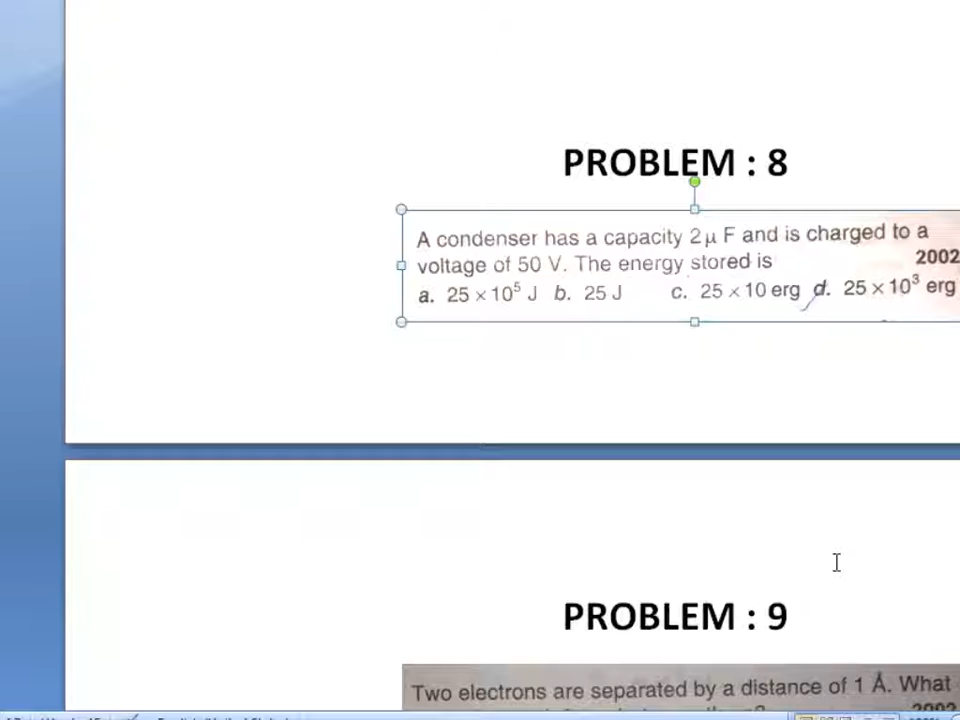 PROBLEM : 8
A condenser has a capacity 2 μ F and is charged to a
voltage of 50 V. The energy stored is 2002
a. 25 × 10⁵ J b. 25 J c. 25 × 10 erg d. 25 × 10³ erg
PROBLEM : 9
Two electrons are separated by a distance of 1 Å. What
2002